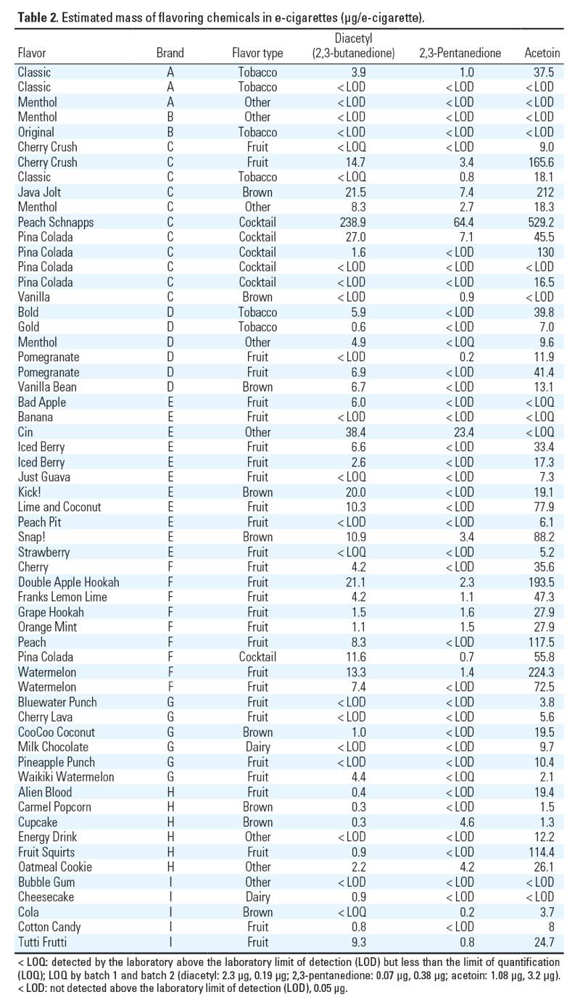 Table 2. Estimated mass of flavoring chemicals in e-cigarettes (μg/e-cigarette).
Flavor Brand Flavor type Diacetyl (2,3-butanedione) 2,3-Pentanedione Acetoin
Classic A Tobacco 3.9 1.0 37.5
Classic A Tobacco < LOD < LOD < LOD
Menthol A Other < LOD < LOD < LOD
Menthol B Other < LOD < LOD < LOD
Original B Tobacco < LOD < LOD < LOD
Cherry Crush C Fruit < LOQ < LOD 9.0
Cherry Crush C Fruit 14.7 3.4 165.6
Classic C Tobacco < LOQ 0.8 18.1
Java Jolt C Brown 21.5 7.4 212
Menthol C Other 8.3 2.7 18.3
Peach Schnapps C Cocktail 238.9 64.4 529.2
Pina Colada C Cocktail 27.0 7.1 45.5
Pina Colada C Cocktail 1.6 < LOD 130
Pina Colada C Cocktail < LOD < LOD < LOD
Pina Colada C Cocktail < LOD < LOD 16.5
Vanilla C Brown < LOD 0.9 < LOD
Bold D Tobacco 5.9 < LOD 39.8
Gold D Tobacco 0.6 < LOD 7.0
Menthol D Other 4.9 < LOQ 9.6
Pomegranate D Fruit < LOD 0.2 11.9
Pomegranate D Fruit 6.9 < LOD 41.4
Vanilla Bean D Brown 6.7 < LOD 13.1
Bad Apple E Fruit 6.0 < LOD < LOQ
Banana E Fruit < LOD < LOD < LOQ
Cin E Other 38.4 23.4 < LOQ
Iced Berry E Fruit 6.6 < LOD 33.4
Iced Berry E Fruit 2.6 < LOD 17.3
Just Guava E Fruit < LOQ < LOD 7.3
Kick! E Brown 20.0 < LOD 19.1
Lime and Coconut E Fruit 10.3 < LOD 77.9
Peach Pit E Fruit < LOD < LOD 6.1
Snap! E Brown 10.9 3.4 88.2
Strawberry E Fruit < LOQ < LOD 5.2
Cherry F Fruit 4.2 < LOD 35.6
Double Apple Hookah F Fruit 21.1 2.3 193.5
Franks Lemon Lime F Fruit 4.2 1.1 47.3
Grape Hookah F Fruit 1.5 1.6 27.9
Orange Mint F Fruit 1.1 1.5 27.9
Peach F Fruit 8.3 < LOD 117.5
Pina Colada F Cocktail 11.6 0.7 55.8
Watermelon F Fruit 13.3 1.4 224.3
Watermelon F Fruit 7.4 < LOD 72.5
Bluewater Punch G Fruit < LOD < LOD 3.8
Cherry Lava G Fruit < LOD < LOD 5.6
CooCoo Coconut G Brown 1.0 < LOD 19.5
Milk Chocolate G Dairy < LOD < LOD 9.7
Pineapple Punch G Fruit < LOD < LOD 10.4
Waikiki Watermelon G Fruit 4.4 < LOQ 2.1
Alien Blood H Fruit 0.4 < LOD 19.4
Carmel Popcorn H Brown 0.3 < LOD 1.5
Cupcake H Brown 0.3 4.6 1.3
Energy Drink H Other < LOD < LOD 12.2
Fruit Squirts H Fruit 0.9 < LOD 114.4
Oatmeal Cookie H Other 2.2 4.2 26.1
Bubble Gum I Other < LOD < LOD < LOD
Cheesecake I Dairy 0.9 < LOD < LOD
Cola I Brown < LOQ 0.2 3.7
Cotton Candy I Fruit 0.8 < LOD 8
Tutti Frutti I Fruit 9.3 0.8 24.7
< LOQ: detected by the laboratory above the laboratory limit of detection (LOD) but less than the limit of quantification
(LOQ); LOQ by batch 1 and batch 2 (diacetyl: 2.3 μg, 0.19 μg; 2,3-pentanedione: 0.07 μg, 0.38 μg; acetoin: 1.08 μg, 3.2 μg).
< LOD: not detected above the laboratory limit of detection (LOD), 0.05 μg.